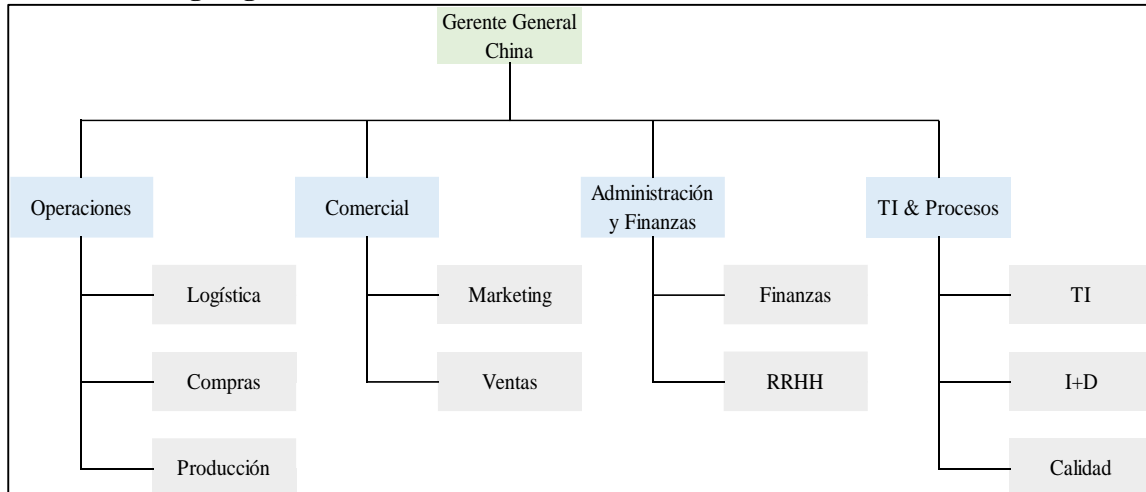 Gerente General
China
Operaciones
Comercial
Administración
y Finanzas
TI & Procesos
Logística
Marketing
Finanzas
TI
Compras
Ventas
RRHH
I+D
Producción
Calidad